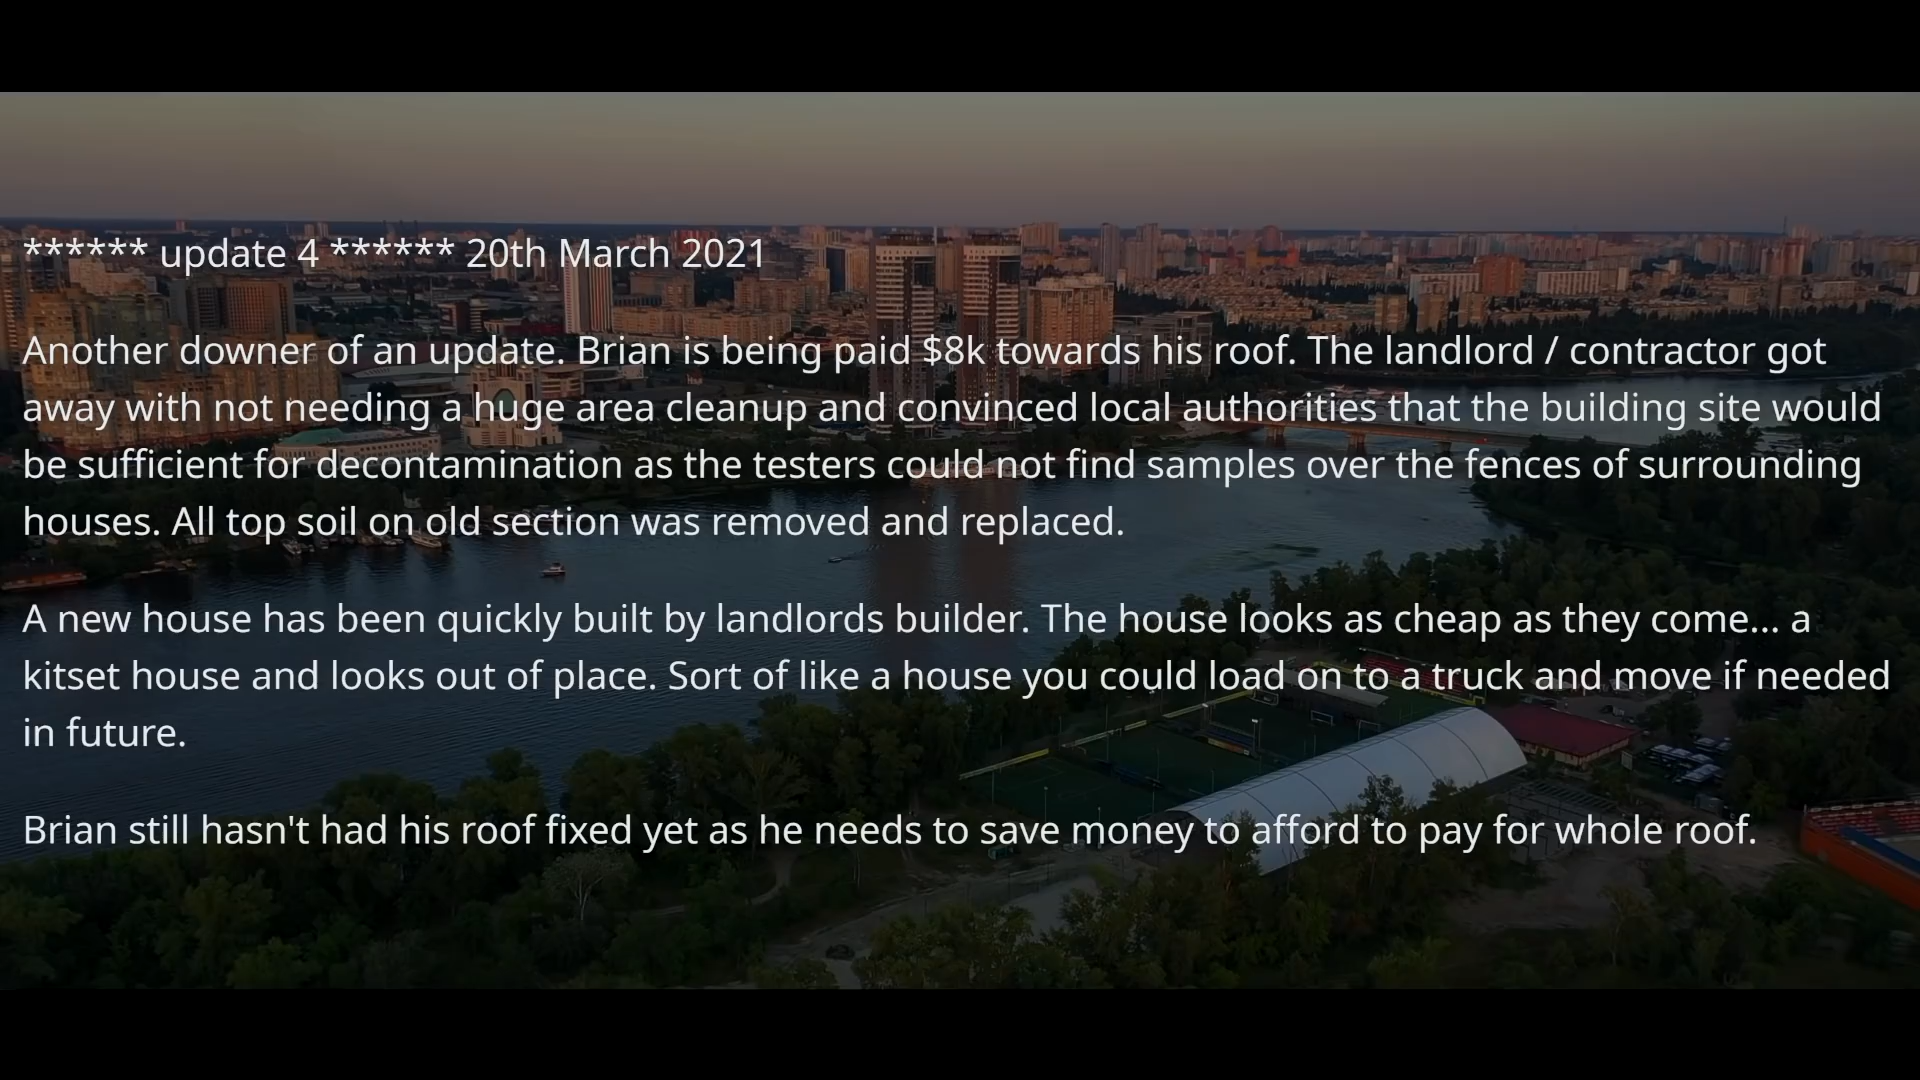 ****** update 4 ****** 20th March 2021
Another downer of an update. Brian is being paid $8k towards his roof. The landlord / contractor got
away with not needing a huge area cleanup and convinced local authorities that the building site would
be sufficient for decontamination as the testers could not find samples over the fences of surrounding
houses. All top soil on old section was removed and replaced.
A new house has been quickly built by landlords builder. The house looks as cheap as they come... a
kitset house and looks out of place. Sort of like a house you could load on to a truck and move if needed
in future.
Brian still hasn't had his roof fixed yet as he needs to save money to afford to pay for whole roof.